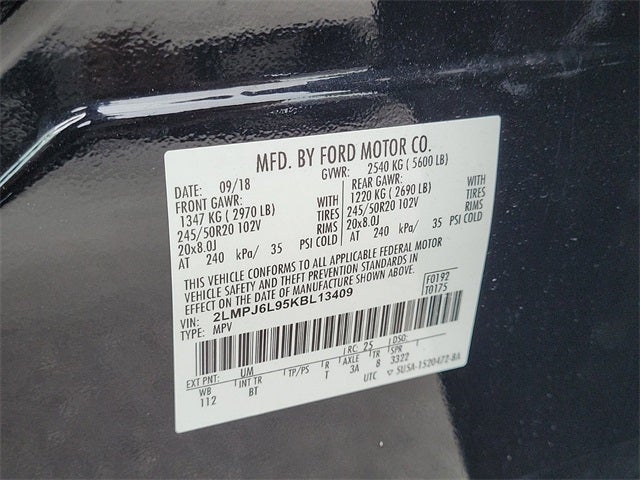 MFD. BY FORD MOTOR CO.
DATE: 09/18 GVWR: 2540 KG ( 5600 LB)
FRONT GAWR: REAR GAWR:
1347 KG ( 2970 LB) WITH 1220 KG ( 2690 LB) WITH
245/50R20 102V TIRES 245/50R20 102V TIRES
20x8.0J RIMS 20x8.0J RIMS
AT 240 kPa/ 35 PSI COLD AT 240 kPa/ 35 PSI COLD
THIS VEHICLE CONFORMS TO ALL APPLICABLE FEDERAL MOTOR
VEHICLE SAFETY AND THEFT PREVENTION STANDARDS IN
EFFECT ON THE DATE OF MANUFACTURE SHOWN ABOVE. F0192
VIN: 2LMPJ6L95KBL13409 T0175
TYPE: MPV
EXT PNT: UM RC: 25 DSO:
WB INT TR TP/PS R AXLE TR SPR
112 BT T 3A 8 3322
UTC ▽ 5U5A-1520472-BA